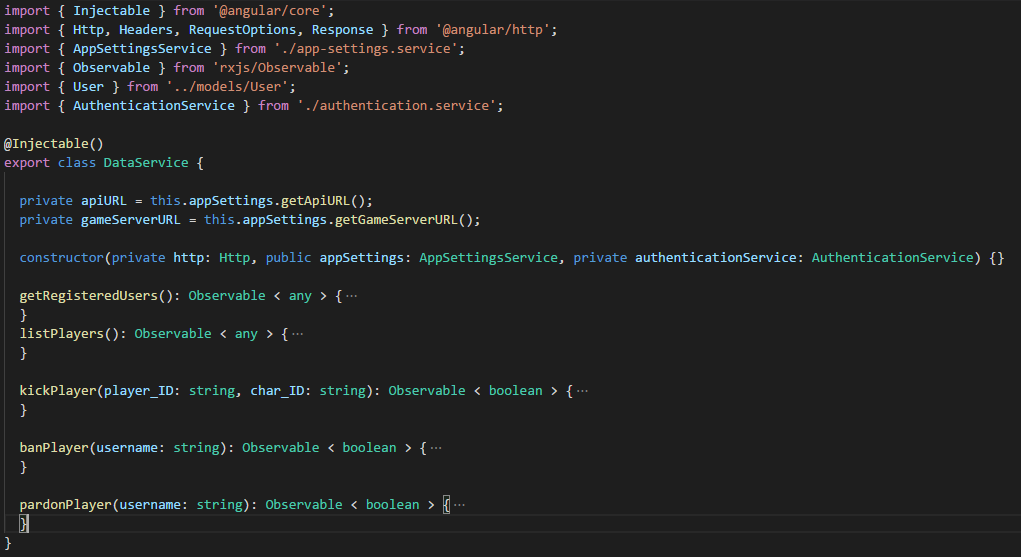 import { Injectable } from '@angular/core';
import { Http, Headers, RequestOptions, Response } from '@angular/http';
import { AppSettingsService } from './app-settings.service';
import { Observable } from 'rxjs/Observable';
import { User } from '../models/User';
import { AuthenticationService } from './authentication.service';
@Injectable()
export class DataService {
private apiURL = this.appSettings.getApiURL();
private gameServerURL = this.appSettings.getGameServerURL();
constructor(private http: Http, public appSettings: AppSettingsService, private authenticationService: AuthenticationService) {}
getRegisteredUsers(): Observable < any > {···
}
listPlayers(): Observable < any > {···
}
kickPlayer(player_ID: string, char_ID: string): Observable < boolean > {···
}
banPlayer(username: string): Observable < boolean > {···
}
pardonPlayer(username: string): Observable < boolean > {···
}
}